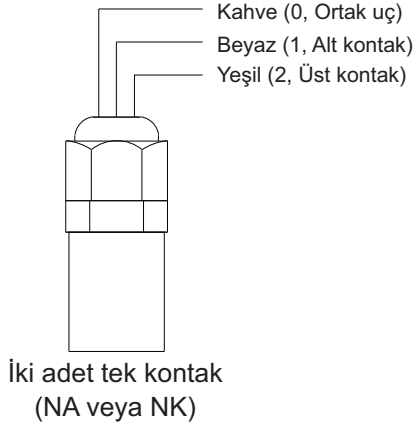 Kahve (0, Ortak uç)
Beyaz (1, Alt kontak)
Yeşil (2, Üst kontak)
İki adet tek kontak
(NA veya NK)